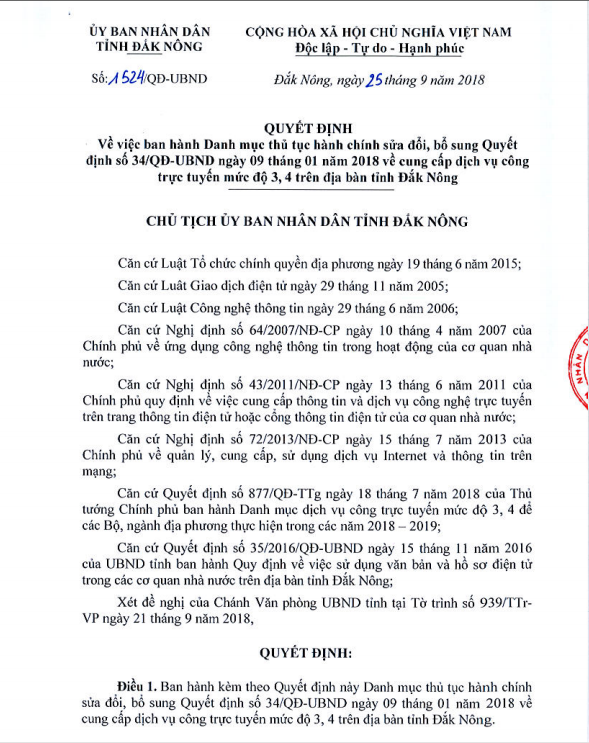 ỦY BAN NHÂN DÂN
TỈNH ĐẮK NÔNG
CỘNG HÒA XÃ HỘI CHỦ NGHĨA VIỆT NAM
Độc lập - Tự do - Hạnh phúc
Số: 1524/QĐ-UBND
Đắk Nông, ngày 25 tháng 9 năm 2018
QUYẾT ĐỊNH
Về việc ban hành Danh mục thủ tục hành chính sửa đổi, bổ sung Quyết
định số 34/QĐ-UBND ngày 09 tháng 01 năm 2018 về cung cấp dịch vụ công
trực tuyến mức độ 3, 4 trên địa bàn tỉnh Đắk Nông
CHỦ TỊCH ỦY BAN NHÂN DÂN TỈNH ĐẮK NÔNG
Căn cứ Luật Tổ chức chính quyền địa phương ngày 19 tháng 6 năm 2015;
Căn cứ Luât Giao dịch điện tử ngày 29 tháng 11 năm 2005;
Căn cứ Luật Công nghệ thông tin ngày 29 tháng 6 năm 2006;
Căn cứ Nghị định số 64/2007/NĐ-CP ngày 10 tháng 4 năm 2007 của
Chính phủ về ứng dụng công nghệ thông tin trong hoạt động của cơ quan nhà
nước;
Căn cứ Nghị định số 43/2011/NĐ-CP ngày 13 tháng 6 năm 2011 của
Chính phủ quy định về việc cung cấp thông tin và dịch vụ công nghệ trực tuyến
trên trang thông tin điện tử hoặc cổng thông tin điện tử của cơ quan nhà nước;
Căn cứ Nghị định số 72/2013/NĐ-CP ngày 15 tháng 7 năm 2013 của
Chính phủ về quản lý, cung cấp, sử dụng dịch vụ Internet và thông tin trên
mạng;
Căn cứ Quyết định số 877/QĐ-TTg ngày 18 tháng 7 năm 2018 của Thủ
tướng Chính phủ ban hành Danh mục dịch vụ công trực tuyến mức độ 3, 4 để
các Bộ, ngành địa phương thực hiện trong các năm 2018 – 2019;
Căn cứ Quyết định số 35/2016/QĐ-UBND ngày 15 tháng 11 năm 2016
của UBND tỉnh ban hành Quy định về việc sử dụng văn bản và hồ sơ điện tử
trong các cơ quan nhà nước trên địa bàn tỉnh Đắk Nông;
Xét đề nghị của Chánh Văn phòng UBND tỉnh tại Tờ trình số 939/TTr-
VP ngày 21 tháng 9 năm 2018,
QUYẾT ĐỊNH:
Điều 1. Ban hành kèm theo Quyết định này Danh mục thủ tục hành chính
sửa đổi, bổ sung Quyết định số 34/QĐ-UBND ngày 09 tháng 01 năm 2018 về
cung cấp dịch vụ công trực tuyến mức độ 3, 4 trên địa bàn tỉnh Đắk Nông.
NHÂN D